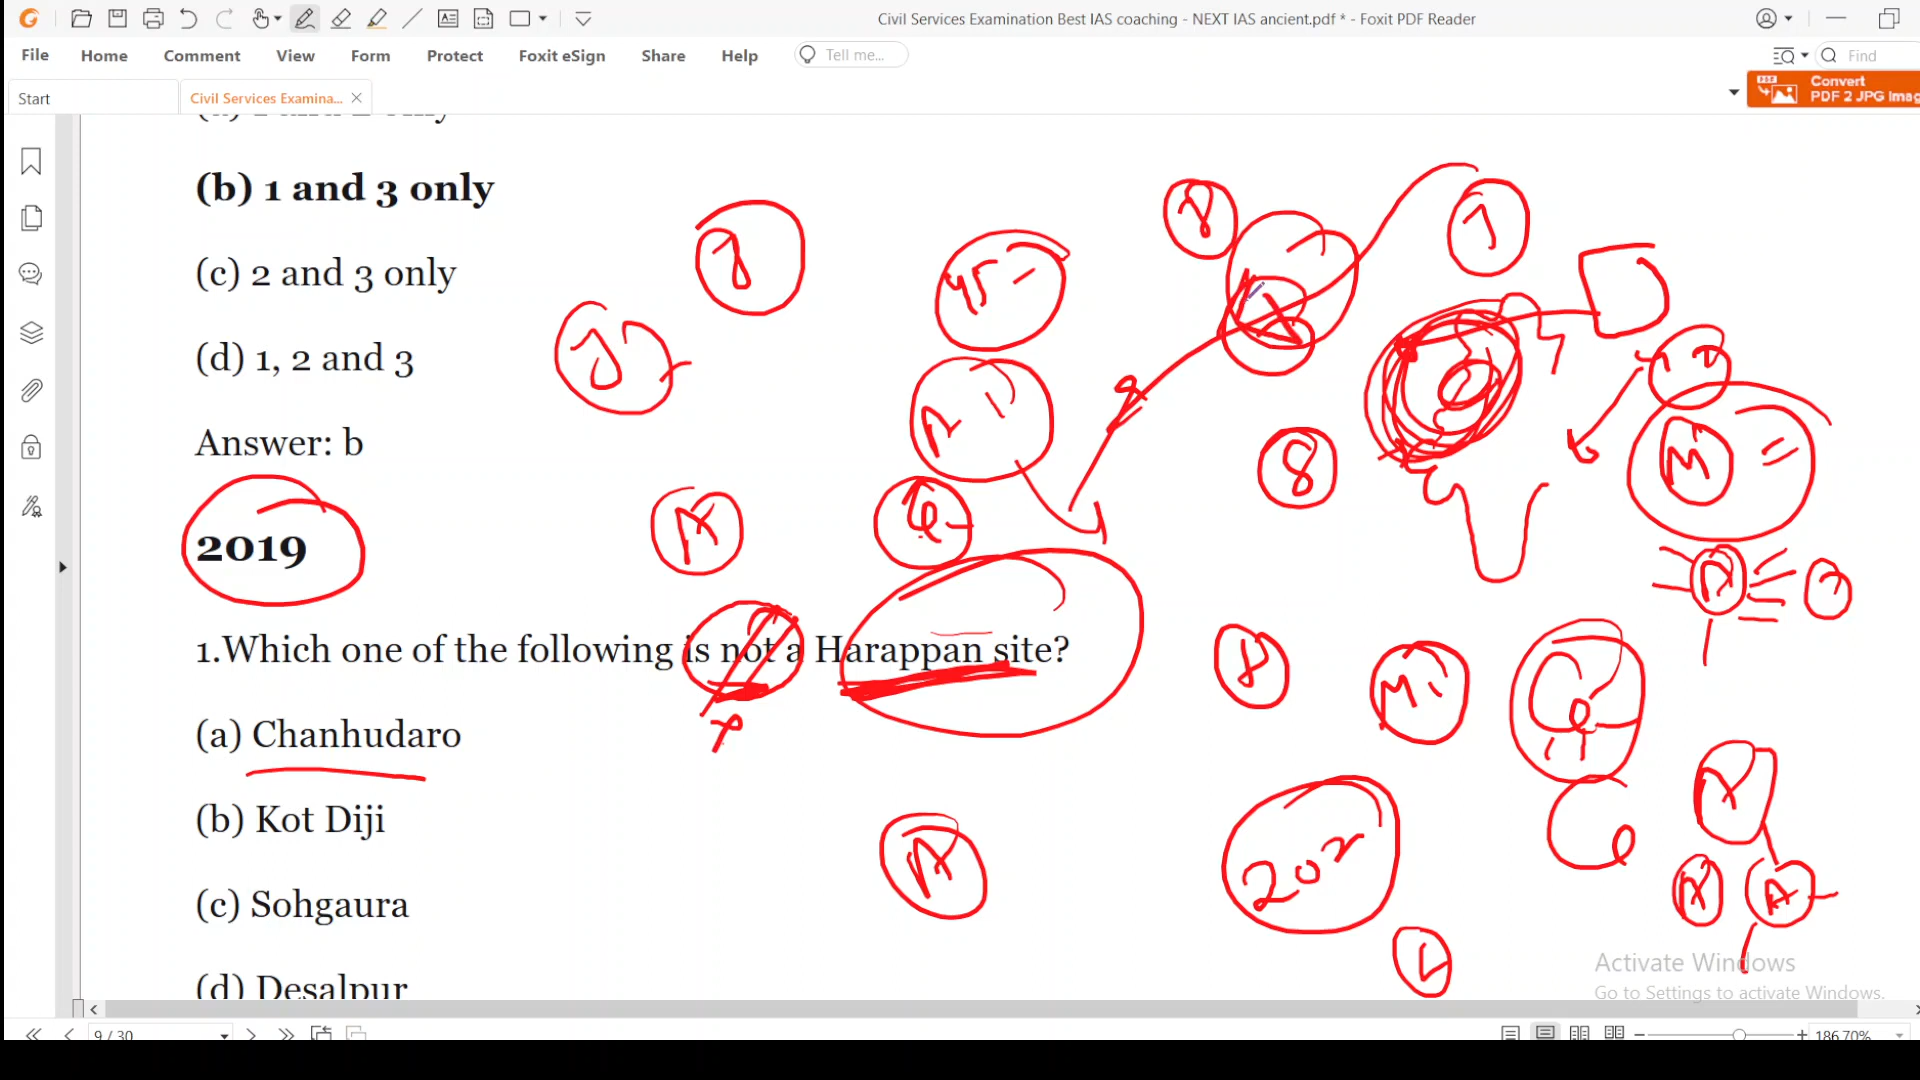 Civil Services Examination Best IAS coaching - NEXT IAS ancient.pdf * - Foxit PDF Reader
File Home Comment View Form Protect Foxit eSign Share Help Tell me... Find
Start Civil Services Examina... Convert
PDF 2 JPG Imag
(b) 1 and 3 only
(c) 2 and 3 only
(d) 1, 2 and 3
Answer: b
2019
1.Which one of the following is not a Harappan site?
(a) Chanhudaro
(b) Kot Diji
(c) Sohgaura
(d) Desalpur
202
Activate Windows
Go to Settings to activate Windows.
9 / 30 186.70%